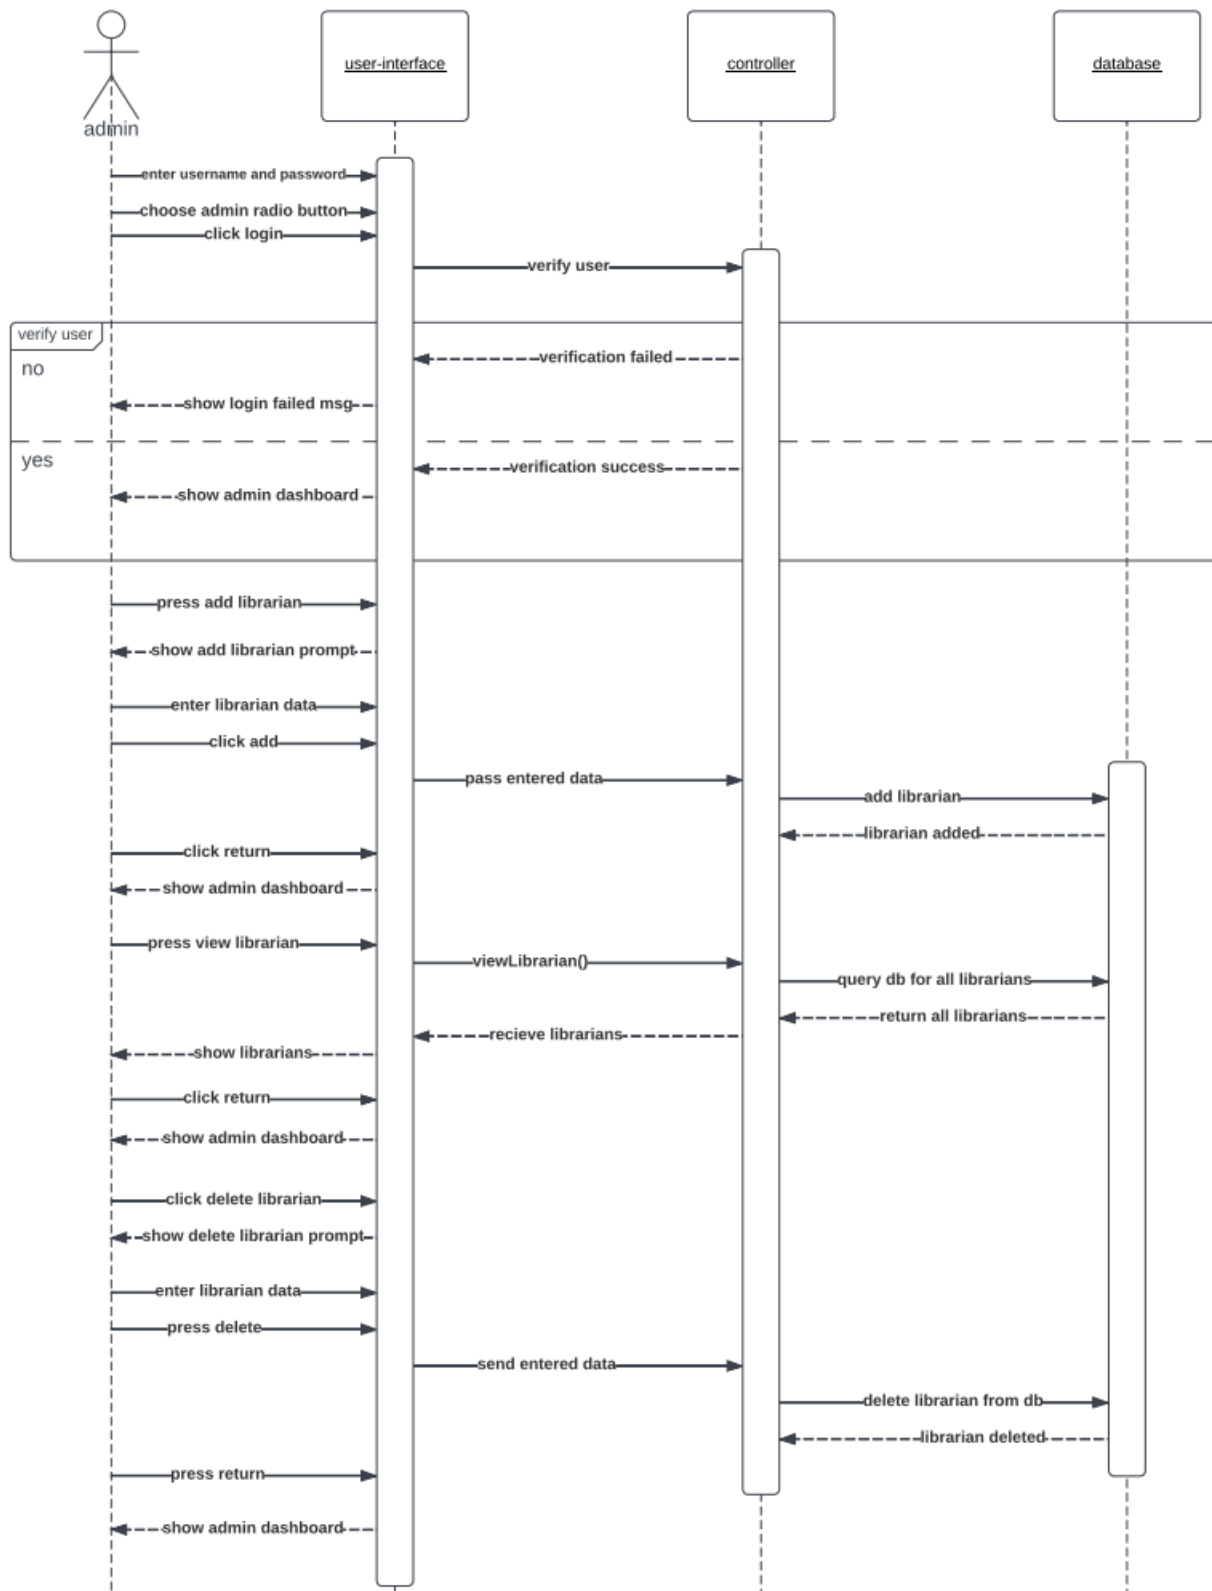 user-interface
controller
database
admin
enter username and password
choose admin radio button
click login
verify user
verify user
no
verification failed
show login failed msg
yes
verification success
show admin dashboard
press add librarian
show add librarian prompt
enter librarian data
click add
pass entered data
add librarian
librarian added
click return
show admin dashboard
press view librarian
viewLibrarian()
query db for all librarians
return all librarians
recieve librarians
show librarians
click return
show admin dashboard
click delete librarian
show delete librarian prompt
enter librarian data
press delete
send entered data
delete librarian from db
librarian deleted
press return
show admin dashboard